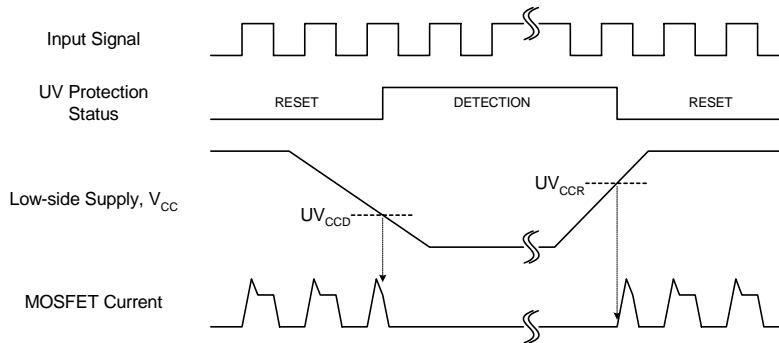 Input Signal
UV Protection
Status
RESET
DETECTION
RESET
Low-side Supply, VCC
UVCCD
UVCCR
MOSFET Current